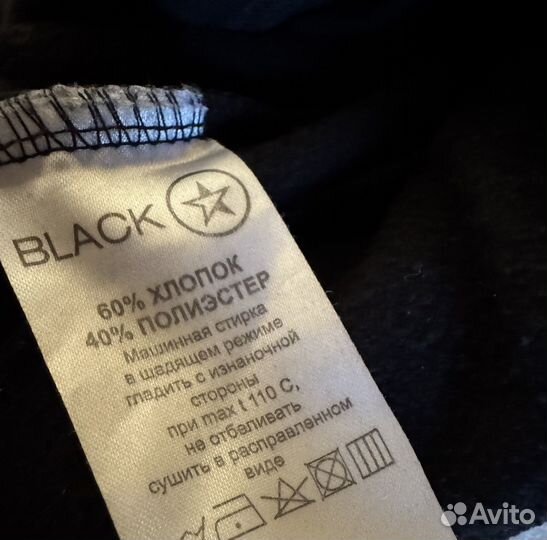 BLACK
60% ХЛОПОК
40% ПОЛИЭСТЕР
Машинная стирка
в щадящем режиме
гладить с изнаночной
стороны
при max t 110 С,
не отбеливать
сушить в расправленном
виде
Avito